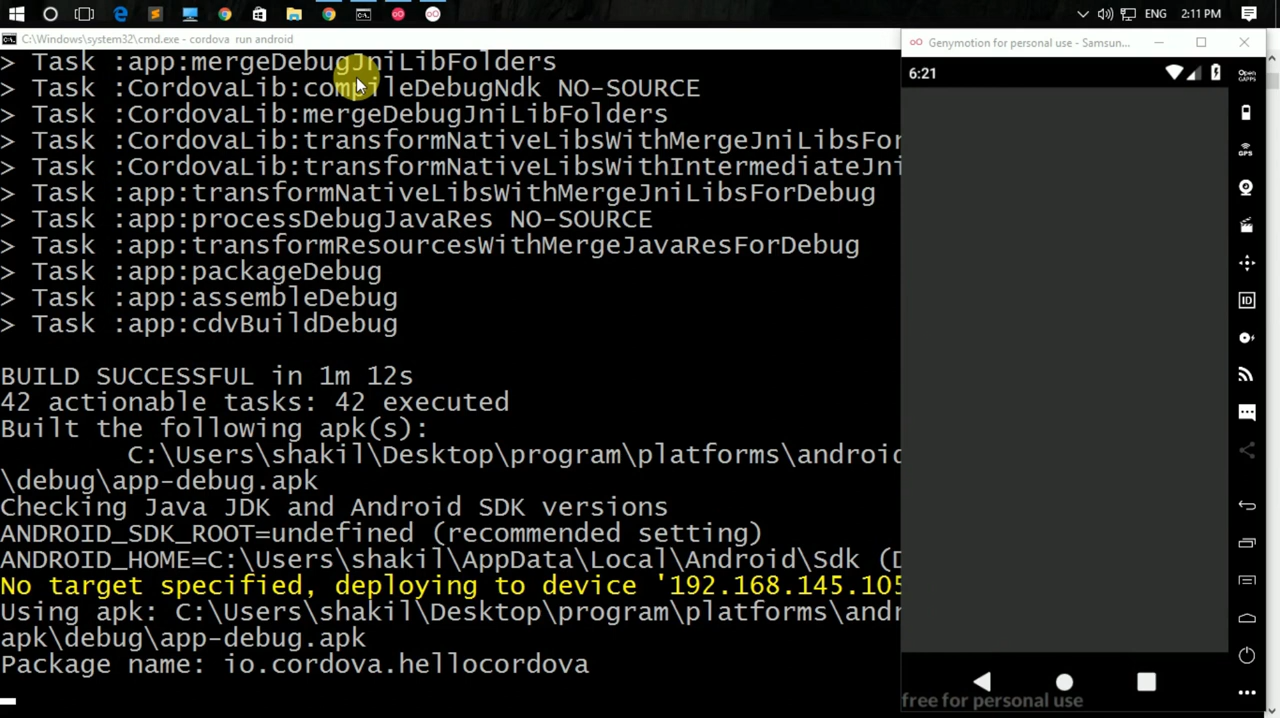 ENG 2:11 PM
C:\Windows\system32\cmd.exe - cordova run android
Genymotion for personal use - Samsun...
> Task :app:mergeDebugJniLibFolders
> Task :CordovaLib:compileDebugNdk NO-SOURCE
> Task :CordovaLib:mergeDebugJniLibFolders
> Task :CordovaLib:transformNativeLibsWithMergeJniLibsFor
> Task :CordovaLib:transformNativeLibsWithIntermediateJni
> Task :app:transformNativeLibsWithMergeJniLibsForDebug
> Task :app:processDebugJavaRes NO-SOURCE
> Task :app:transformResourcesWithMergeJavaResForDebug
> Task :app:packageDebug
> Task :app:assembleDebug
> Task :app:cdvBuildDebug
BUILD SUCCESSFUL in 1m 12s
42 actionable tasks: 42 executed
Built the following apk(s):
C:\Users\shakil\Desktop\program\platforms\android
\debug\app-debug.apk
Checking Java JDK and Android SDK versions
ANDROID_SDK_ROOT=undefined (recommended setting)
ANDROID_HOME=C:\Users\shakil\AppData\Local\Android\Sdk (D
No target specified, deploying to device '192.168.145.105
Using apk: C:\Users\shakil\Desktop\program\platforms\andr
apk\debug\app-debug.apk
Package name: io.cordova.hellocordova
6:21
OPEN GAPPS
GPS
ID
free for personal use